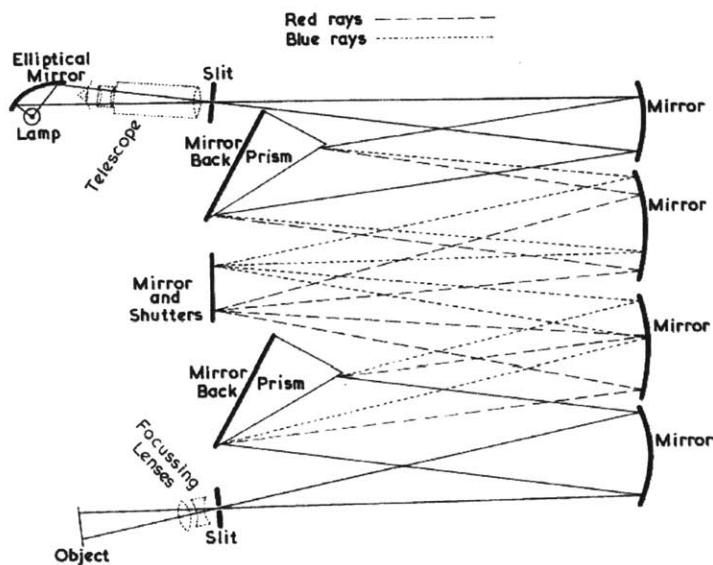 Red rays
Blue rays
Elliptical
Mirror
Slit
Lamp
Telescope
Mirror
Back
Prism
Mirror
Mirror
Mirror
and
Shutters
Mirror
Mirror
Back
Prism
Mirror
Focussing
Lenses
Slit
Object